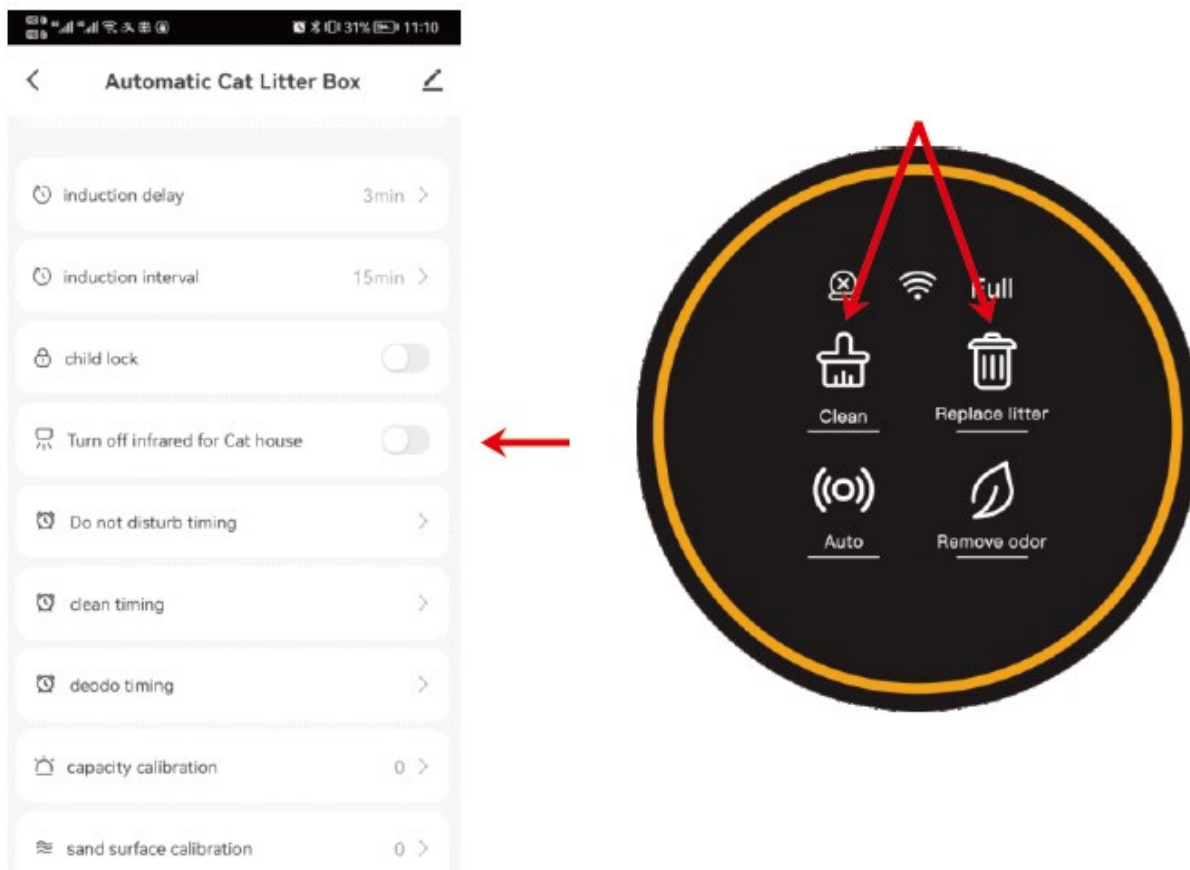 31% 11:10
Automatic Cat Litter Box
induction delay 3min
induction interval 15min
child lock
Turn off infrared for Cat house
Do not disturb timing
clean timing
deodo timing
capacity calibration 0
sand surface calibration 0
Full
Clean Replace litter
Auto Remove odor